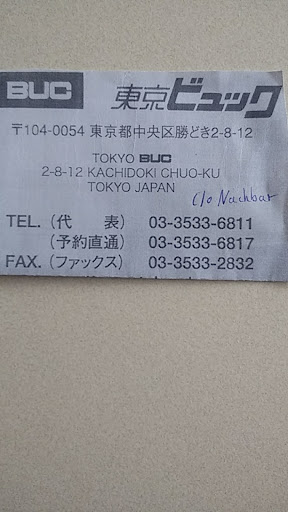 BUC 東京ビュック
〒104-0054 東京都中央区勝どき2-8-12
TOKYO BUC
2-8-12 KACHIDOKI CHUO-KU
TOKYO JAPAN
c/o Nachbar
TEL. (代 表) 03-3533-6811
(予約直通) 03-3533-6817
FAX. (ファックス) 03-3533-2832